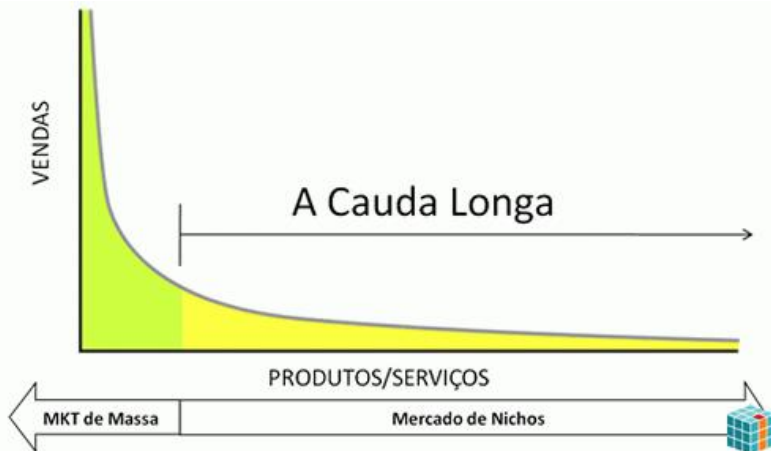 VENDAS
A Cauda Longa
PRODUTOS/SERVIÇOS
MKT de Massa
Mercado de Nichos